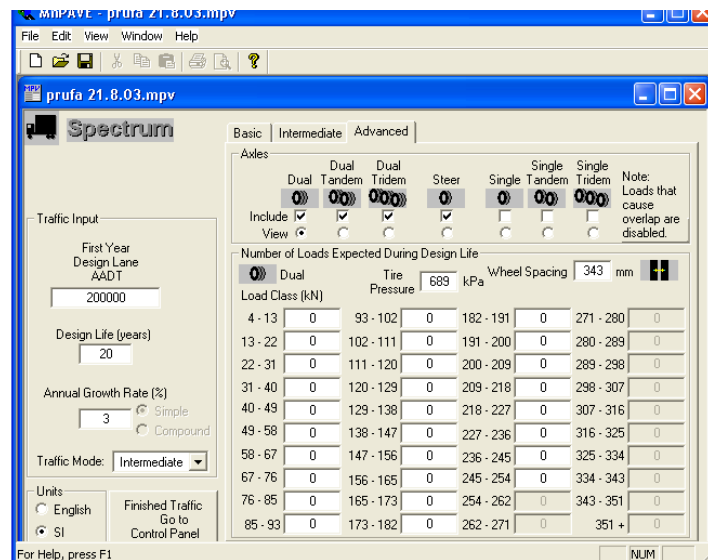 MnPAVE - prufa 21.8.03.mpv
File Edit View Window Help
prufa 21.8.03.mpv
Spectrum
Basic Intermediate Advanced
Axles
Dual Dual Tandem Dual Tridem Steer Single Single Tandem Single Tridem
Include
View
Note:
Loads that
cause
overlap are
disabled.
Traffic Input
First Year
Design Lane
AADT
200000
Design Life (years)
20
Annual Growth Rate (%)
3
Simple
Compound
Traffic Mode: Intermediate
Units
English
SI
Finished Traffic
Go to
Control Panel
Number of Loads Expected During Design Life
Dual Tire Pressure 689 kPa Wheel Spacing 343 mm
Load Class (kN)
4 - 13 0 93 - 102 0 182 - 191 0 271 - 280 0
13 - 22 0 102 - 111 0 191 - 200 0 280 - 289 0
22 - 31 0 111 - 120 0 200 - 209 0 289 - 298 0
31 - 40 0 120 - 129 0 209 - 218 0 298 - 307 0
40 - 49 0 129 - 138 0 218 - 227 0 307 - 316 0
49 - 58 0 138 - 147 0 227 - 236 0 316 - 325 0
58 - 67 0 147 - 156 0 236 - 245 0 325 - 334 0
67 - 76 0 156 - 165 0 245 - 254 0 334 - 343 0
76 - 85 0 165 - 173 0 254 - 262 0 343 - 351 0
85 - 93 0 173 - 182 0 262 - 271 0 351 + 0
For Help, press F1
NUM